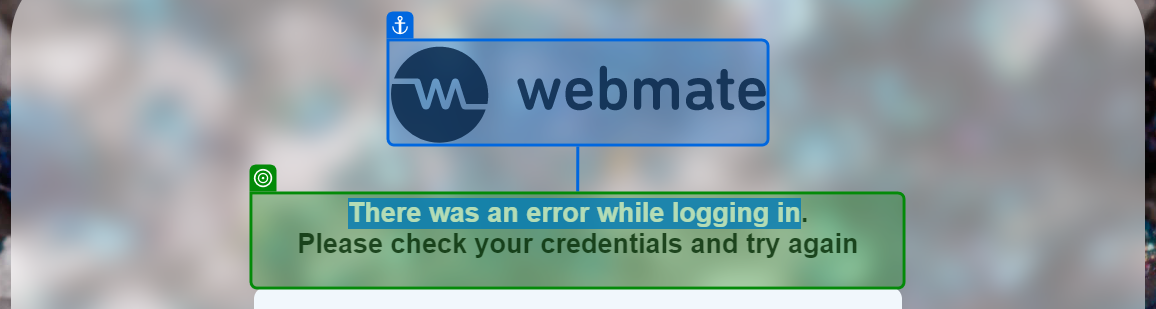 webmate
There was an error while logging in.
Please check your credentials and try again